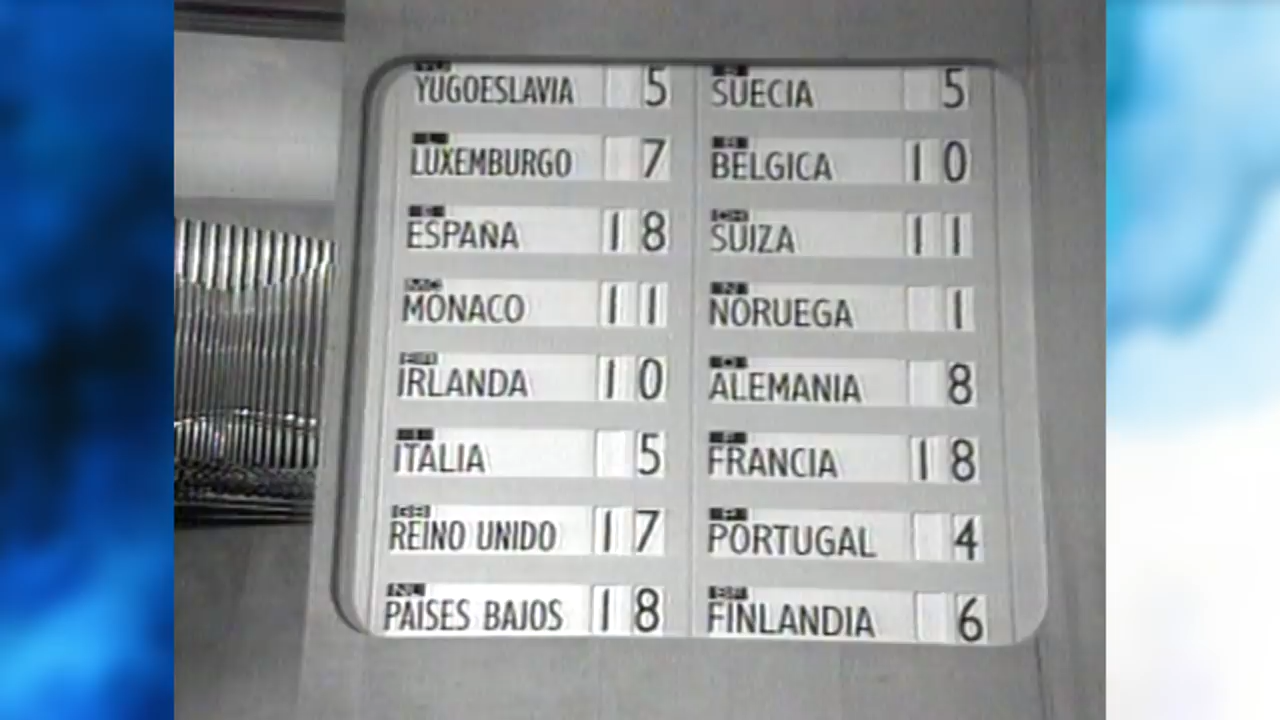 YUGOESLAVIA 5
LUXEMBURGO 7
ESPAÑA 18
MONACO 11
IRLANDA 10
ITALIA 5
REINO UNIDO 17
PAISES BAJOS 18
SUECIA 5
BELGICA 10
CH
SUIZA 11
NORUEGA 1
ALEMANIA 8
FRANCIA 18
PORTUGAL 4
FINLANDIA 6